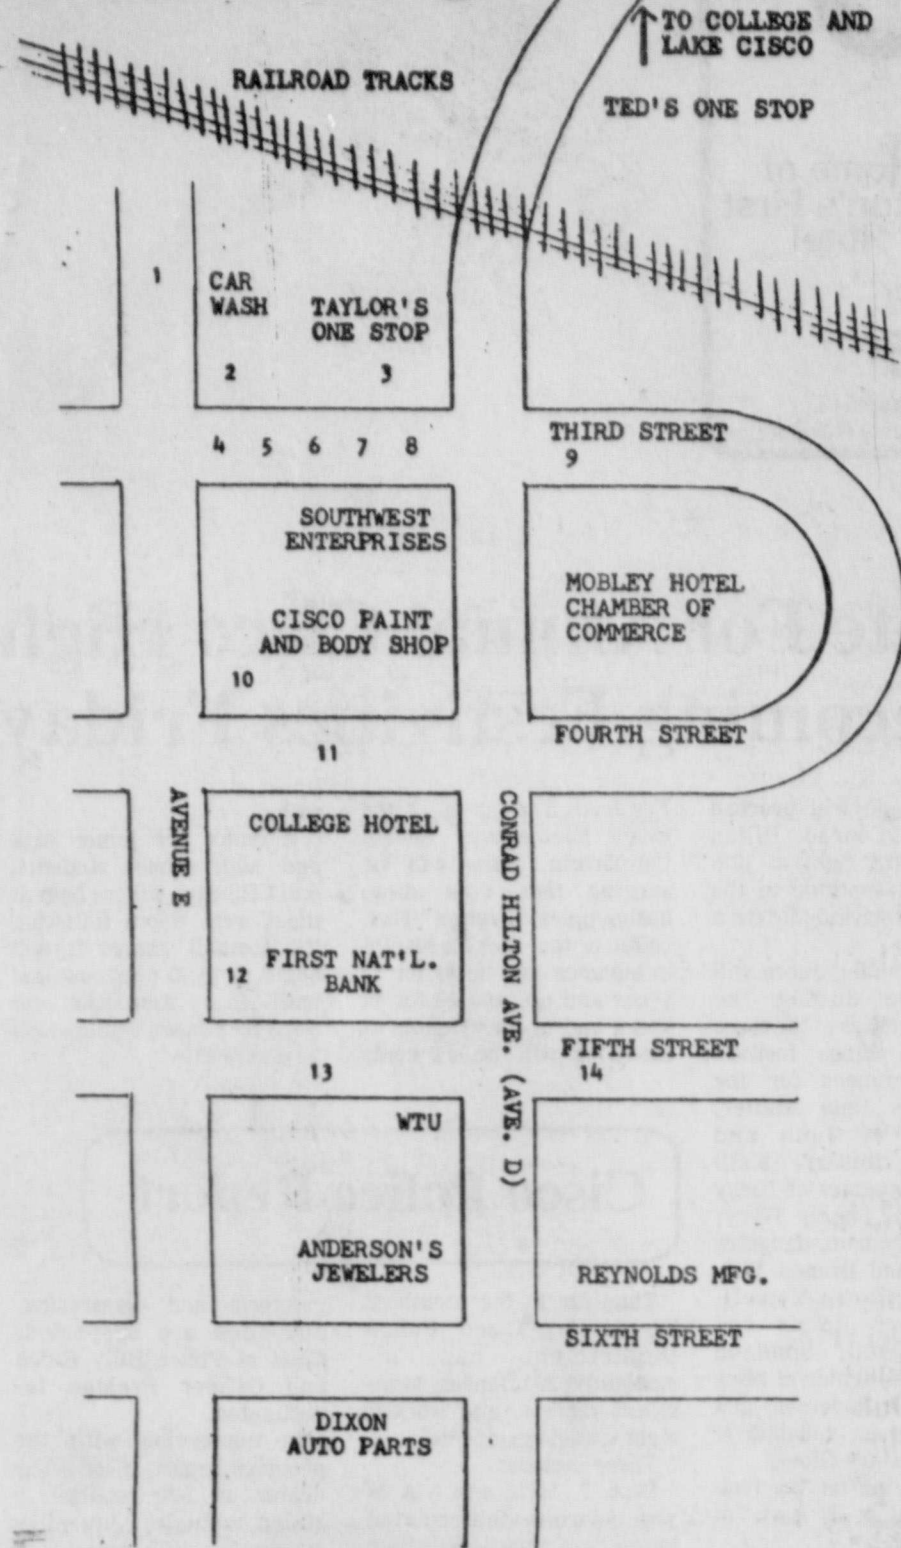 TO COLLEGE AND
LAKE CISCO
RAILROAD TRACKS
TED'S ONE STOP
1
CAR
WASH
TAYLOR'S
ONE STOP
2
3
4 5 6 7 8
THIRD STREET
9
SOUTHWEST
ENTERPRISES
MOBLEY HOTEL
CHAMBER OF
COMMERCE
CISCO PAINT
AND BODY SHOP
10
FOURTH STREET
11
AVENUE E
COLLEGE HOTEL
CONRAD HILTON AVE. (AVE. D)
12
FIRST NAT'L.
BANK
FIFTH STREET
13
14
WTU
ANDERSON'S
JEWELERS
REYNOLDS MFG.
SIXTH STREET
DIXON
AUTO PARTS